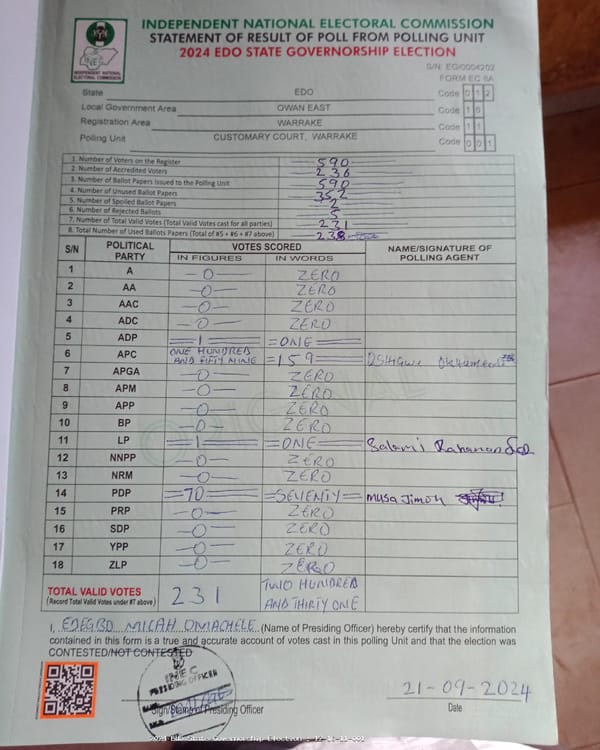 INDEPENDENT NATIONAL ELECTORAL COMMISSION
STATEMENT OF RESULT OF POLL FROM POLLING UNIT
2024 EDO STATE GOVERNORSHIP ELECTION
INEC
INDEPENDENT NATIONAL ELECTORAL COMMISSION
S/N: EG/0004202
FORM EC 8A
State EDO Code 0 1 2
Local Government Area OWAN EAST Code 1 6
Registration Area WARRAKE Code 1 1
Polling Unit CUSTOMARY COURT, WARRAKE Code 0 0 1
1. Number of Voters on the Register 590
2. Number of Accredited Voters 236
3. Number of Ballot Papers Issued to the Polling Unit 590
4. Number of Unused Ballot Papers 352
5. Number of Spoiled Ballot Papers 2
6. Number of Rejected Ballots 5
7. Number of Total Valid Votes (Total Valid Votes cast for all parties) 231
8. Total Number of Used Ballots Papers (Total of #5 + #6 + #7 above) 238
S/N POLITICAL PARTY VOTES SCORED NAME/SIGNATURE OF POLLING AGENT
IN FIGURES IN WORDS
1 A -0- ZERO
2 AA -0- ZERO
3 AAC -0- ZERO
4 ADC -0- ZERO
5 ADP =1= =ONE=
6 APC ONE HUNDRED AND FIFTY NINE =159=
7 APGA -0- ZERO
8 APM -0- ZERO
9 APP -0- ZERO
10 BP -0- ZERO
11 LP =1= =ONE= Salami Rahaman
12 NNPP -0- ZERO
13 NRM -0- ZERO
14 PDP =70= =SEVENTY= Musa Jimoh
15 PRP -0- ZERO
16 SDP -0- ZERO
17 YPP -0- ZERO
18 ZLP -0- ZERO
TOTAL VALID VOTES 231 TWO HUNDRED
(Record Total Valid Votes under #7 above) AND THIRTY ONE
I, EJEGBO MICAH OMACHELE (Name of Presiding Officer) hereby certify that the information
contained in this form is a true and accurate account of votes cast in this polling Unit and that the election was
CONTESTED/NOT CONTESTED
INEC
PRESIDING OFFICER
21-09-2024
Sign/Stamp of Presiding Officer Date